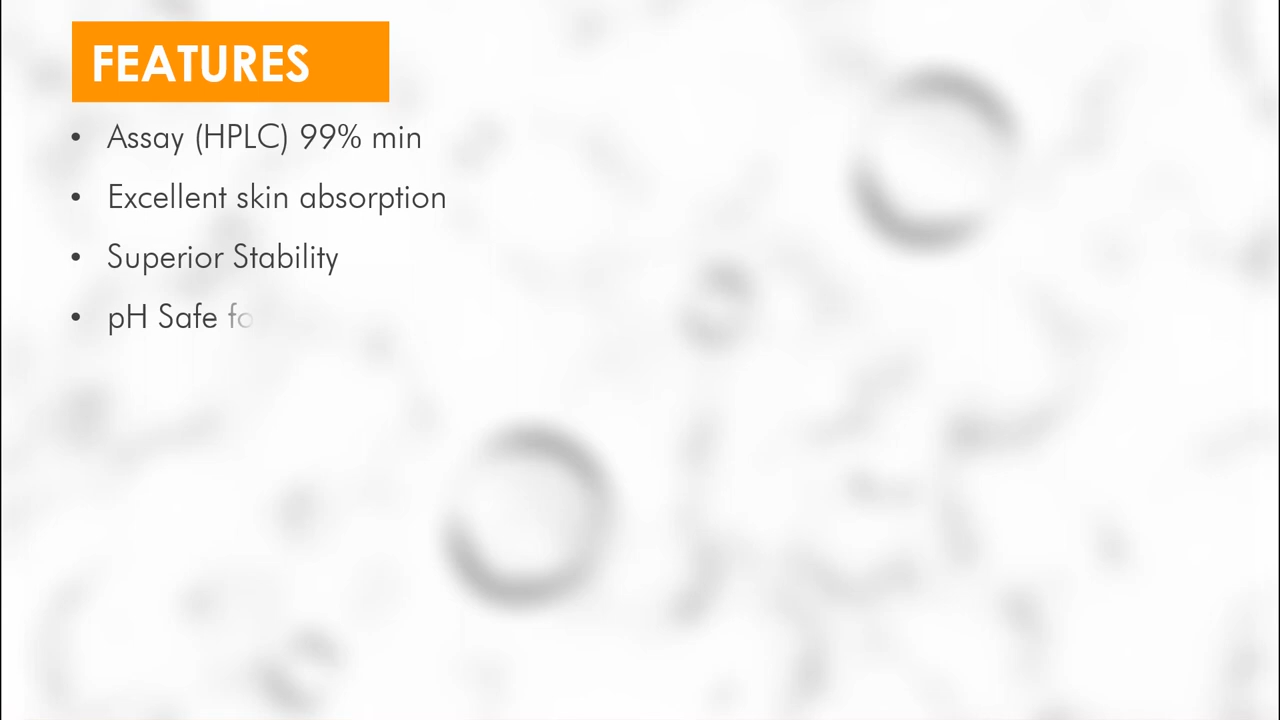 FEATURES
• Assay (HPLC) 99% min
• Excellent skin absorption
• Superior Stability
• pH Safe